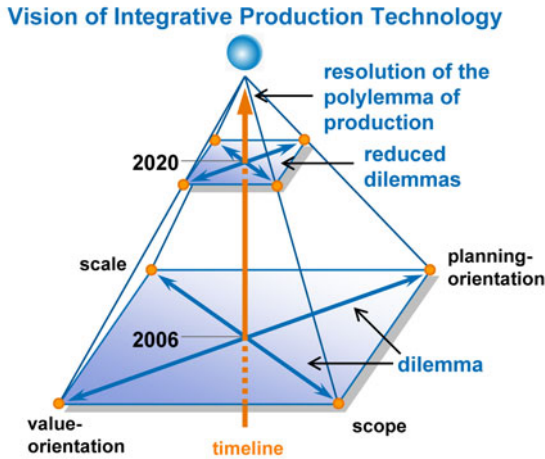 Vision of Integrative Production Technology
resolution of the
polylemma of
production
2020
reduced
dilemmas
scale
planning-
orientation
2006
dilemma
value-
orientation
scope
timeline